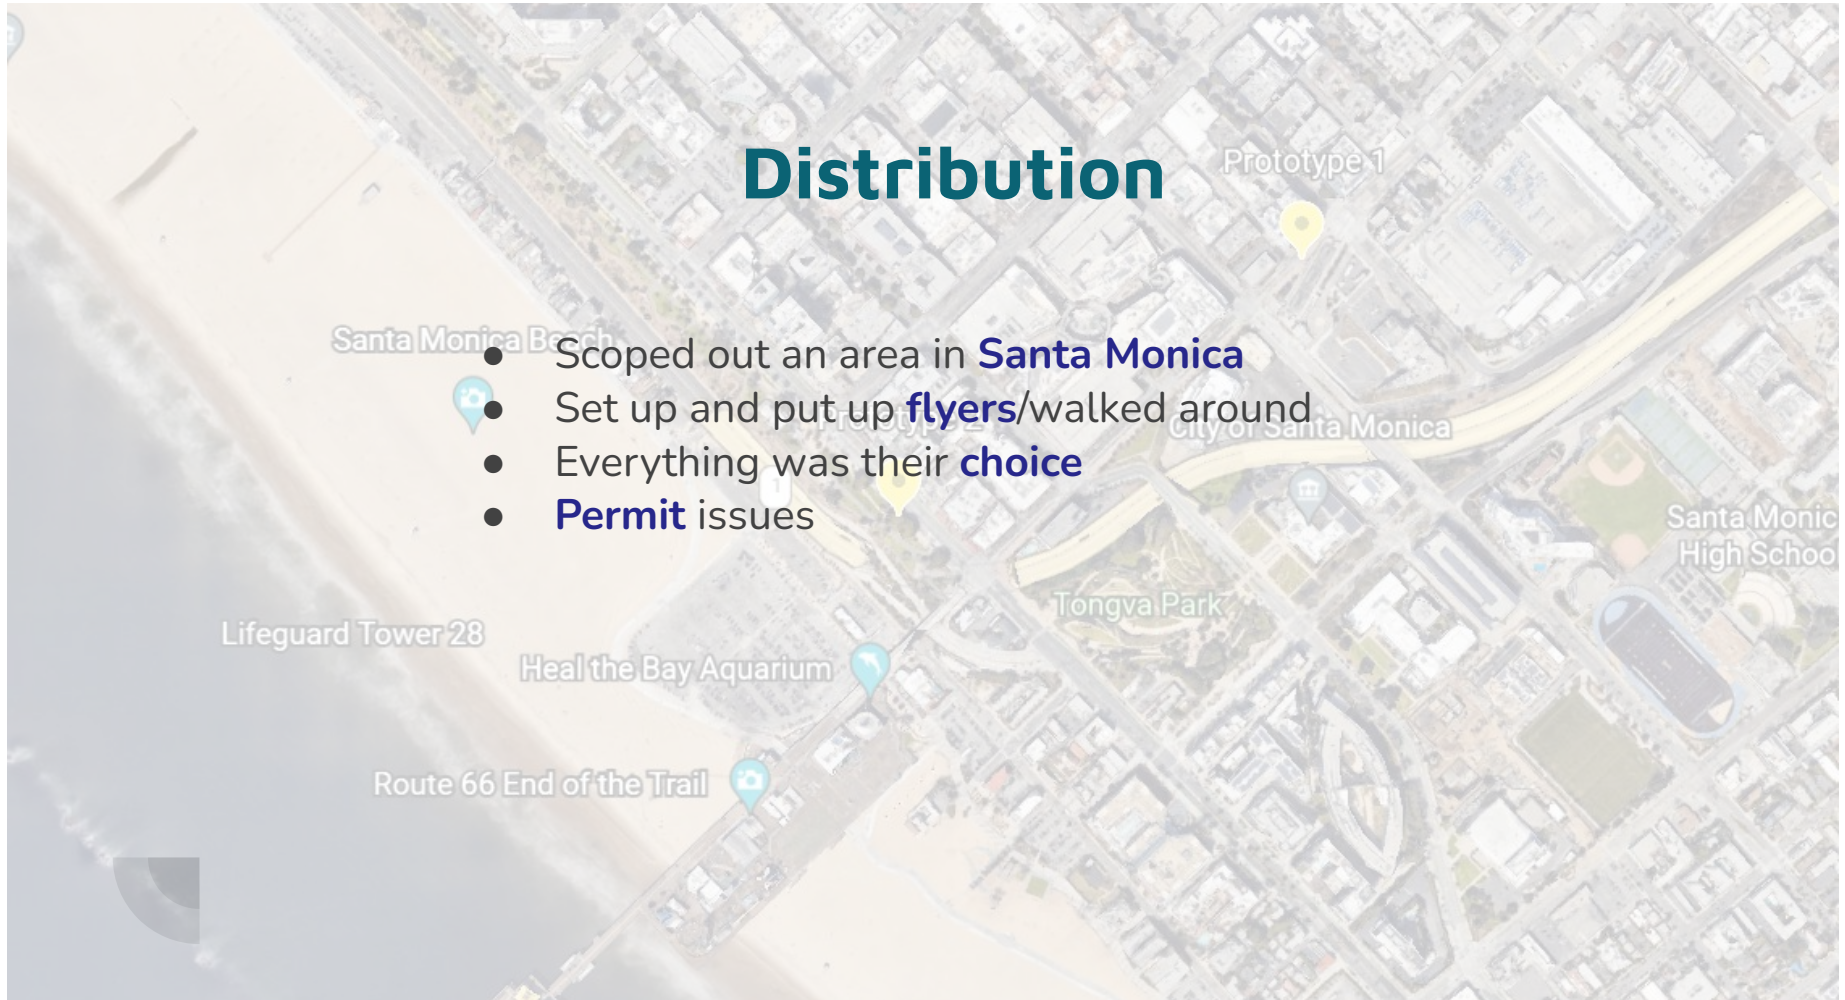 Distribution
Prototype 1
Santa Monica Beach
● Scoped out an area in Santa Monica
● Set up and put up flyers/walked around
City of Santa Monica
● Everything was their choice
1
● Permit issues
Santa Monic
High Schoo
Tongva Park
Lifeguard Tower 28
Heal the Bay Aquarium
Route 66 End of the Trail